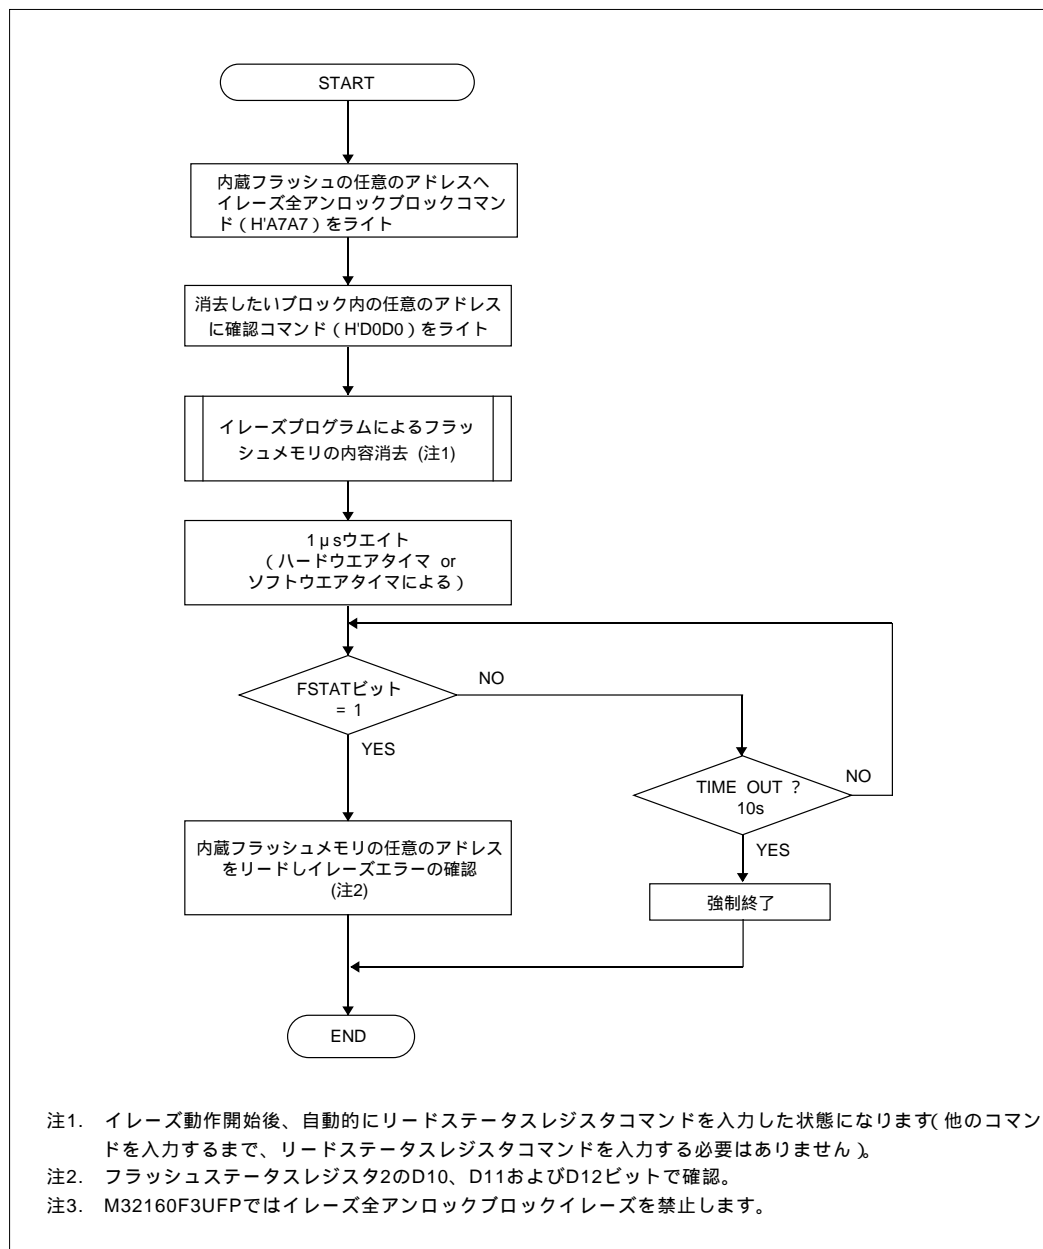 START
内蔵フラッシュの任意のアドレスへ
イレーズ全アンロックブロックコマン
ド（H'A7A7）をライト
消去したいブロック内の任意のアドレス
に確認コマンド（H'D0D0）をライト
イレーズプログラムによるフラッ
シュメモリの内容消去 (注1)
1μsウエイト
（ハードウエアタイマ or
ソフトウエアタイマによる）
FSTATビット
= 1
NO
YES
TIME OUT ?
10s
NO
YES
内蔵フラッシュメモリの任意のアドレス
をリードしイレーズエラーの確認
(注2)
強制終了
END
注1. イレーズ動作開始後、自動的にリードステータスレジスタコマンドを入力した状態になります(他のコマン
ドを入力するまで、リードステータスレジスタコマンドを入力する必要はありません)。
注2. フラッシュステータスレジスタ2のD10、D11およびD12ビットで確認。
注3. M32160F3UFPではイレーズ全アンロックブロックイレーズを禁止します。